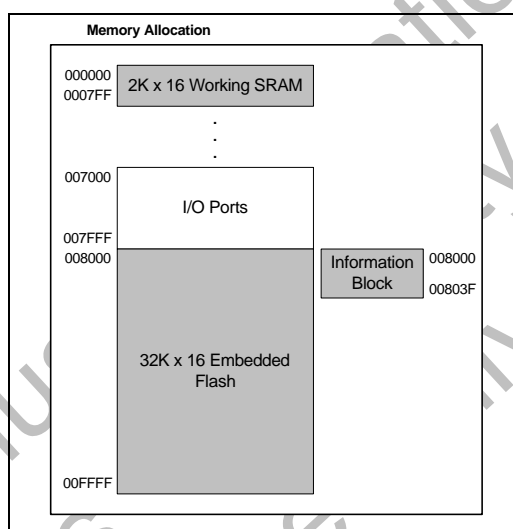 Memory Allocation
000000
0007FF
2K x 16 Working SRAM
.
.
.
007000
I/O Ports
007FFF
008000
Information
Block
008000
00803F
32K x 16 Embedded
Flash
00FFFF